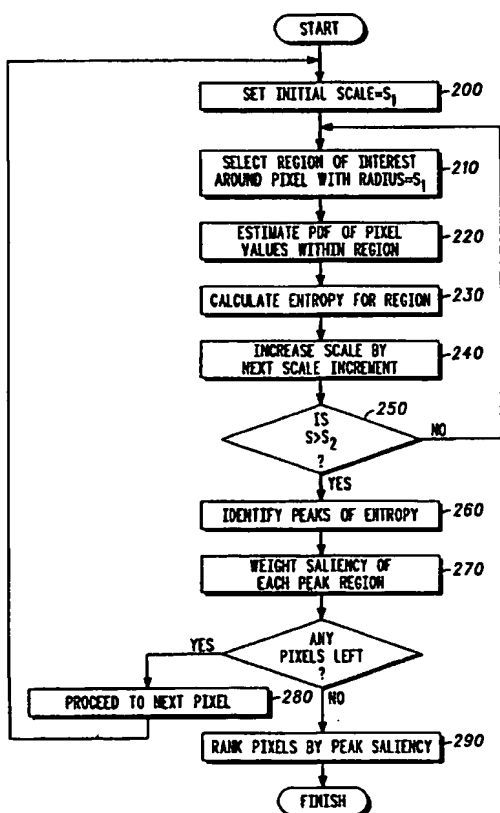 START
SET INITIAL SCALE=S1
200
SELECT REGION OF INTEREST
AROUND PIXEL WITH RADIUS=S1
210
ESTIMATE PDF OF PIXEL
VALUES WITHIN REGION
220
CALCULATE ENTROPY FOR REGION
230
INCREASE SCALE BY
NEXT SCALE INCREMENT
240
250
IS
S>S2
?
NO
YES
IDENTIFY PEAKS OF ENTROPY
260
WEIGHT SALIENCY OF
EACH PEAK REGION
270
YES
ANY
PIXELS LEFT
?
PROCEED TO NEXT PIXEL
280
NO
RANK PIXELS BY PEAK SALIENCY
290
FINISH